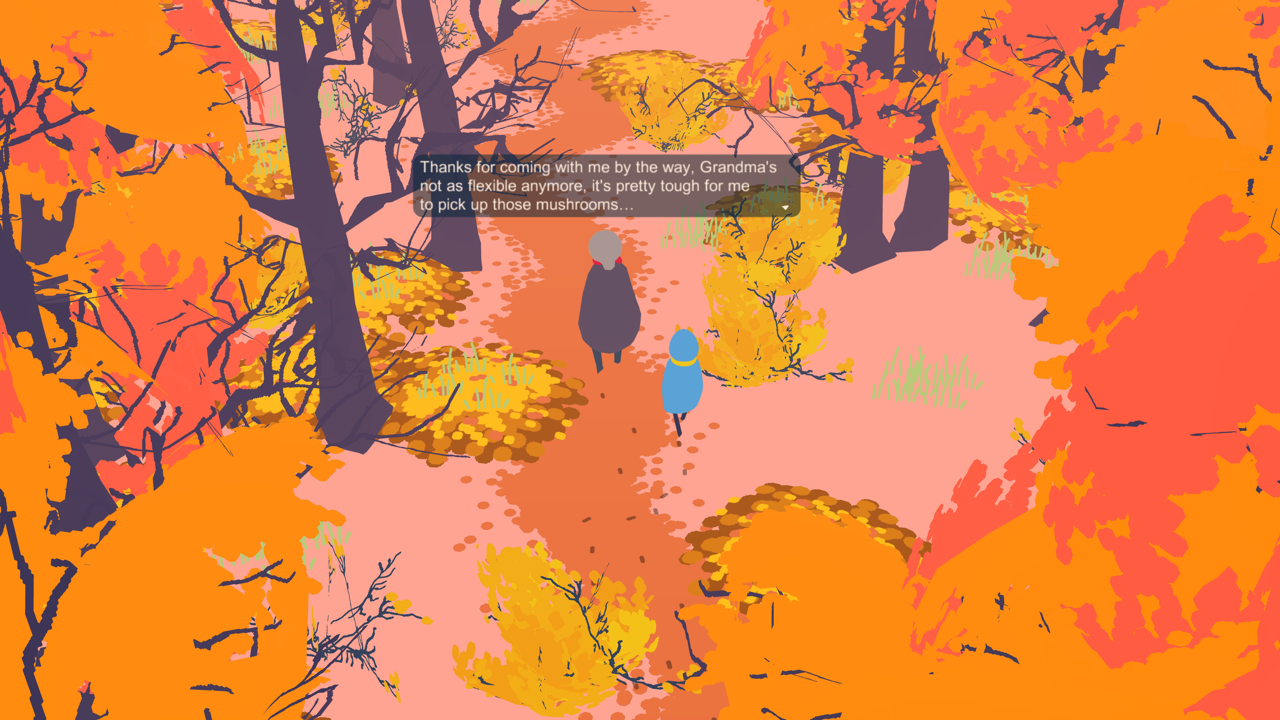 Thanks for coming with me by the way, Grandma's
not as flexible anymore, it's pretty tough for me
to pick up those mushrooms...